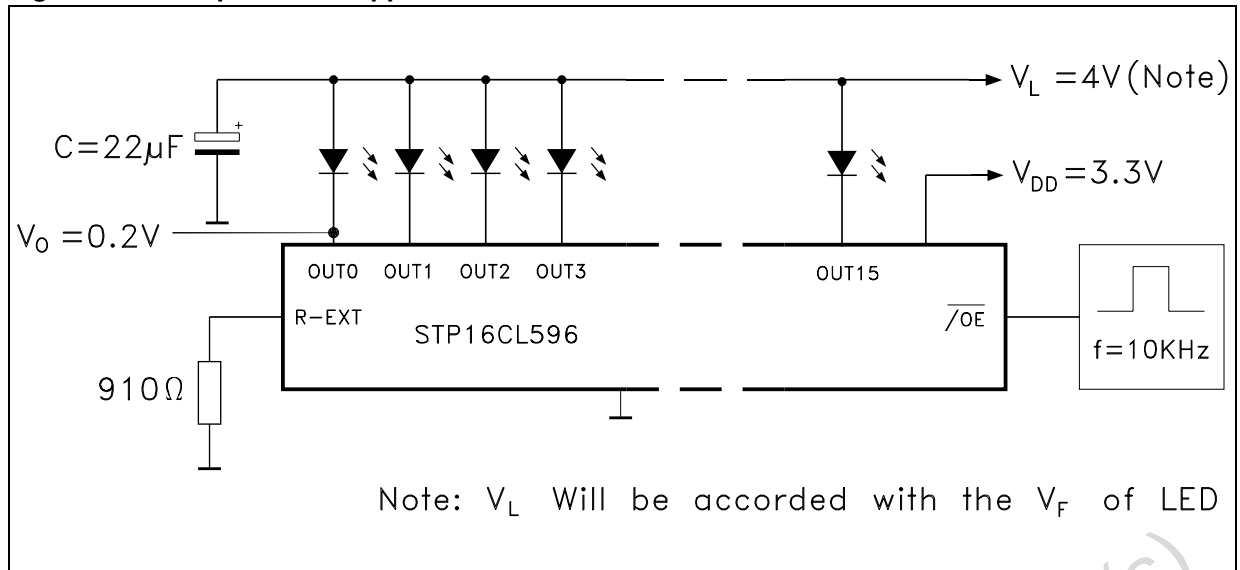 V_L =4V(Note)
+
C=22µF
V_DD=3.3V
V_O =0.2V
OUT0 OUT1 OUT2 OUT3 OUT15
R-EXT
/OE
STP16CL596
f=10KHz
910Ω
Note: V_L Will be accorded with the V_F of LED